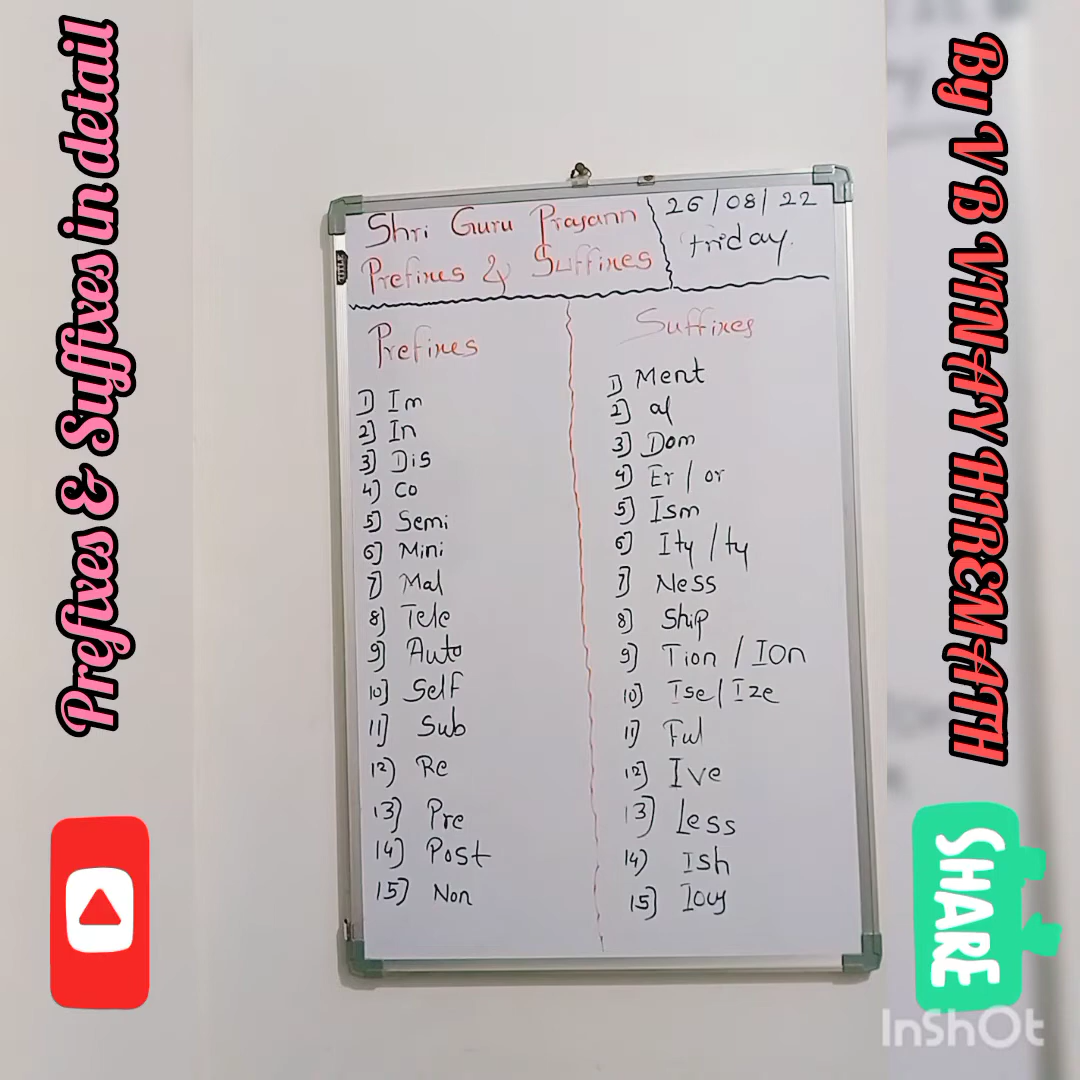 Prefixes & Suffixes in detail
Shri Guru Prasann
Prefixes & Suffixes
26/08/22
friday.
Prefixes
1) Im
2) In
3) Dis
4) Co
5) Semi
6) Mini
7) Mal
8) Tele
9) Auto
10) Self
11) Sub
12) Re
13) Pre
14) Post
15) Non
Suffixes
1) Ment
2) al
3) Dom
4) Er / or
5) Ism
6) Ity / ty
7) Ness
8) Ship
9) Tion / Ion
10) Ise / Ize
11) Ful
12) Ive
13) Less
14) Ish
15) Ious
By V B VINAY HIREMATH
SHARE
InShOt